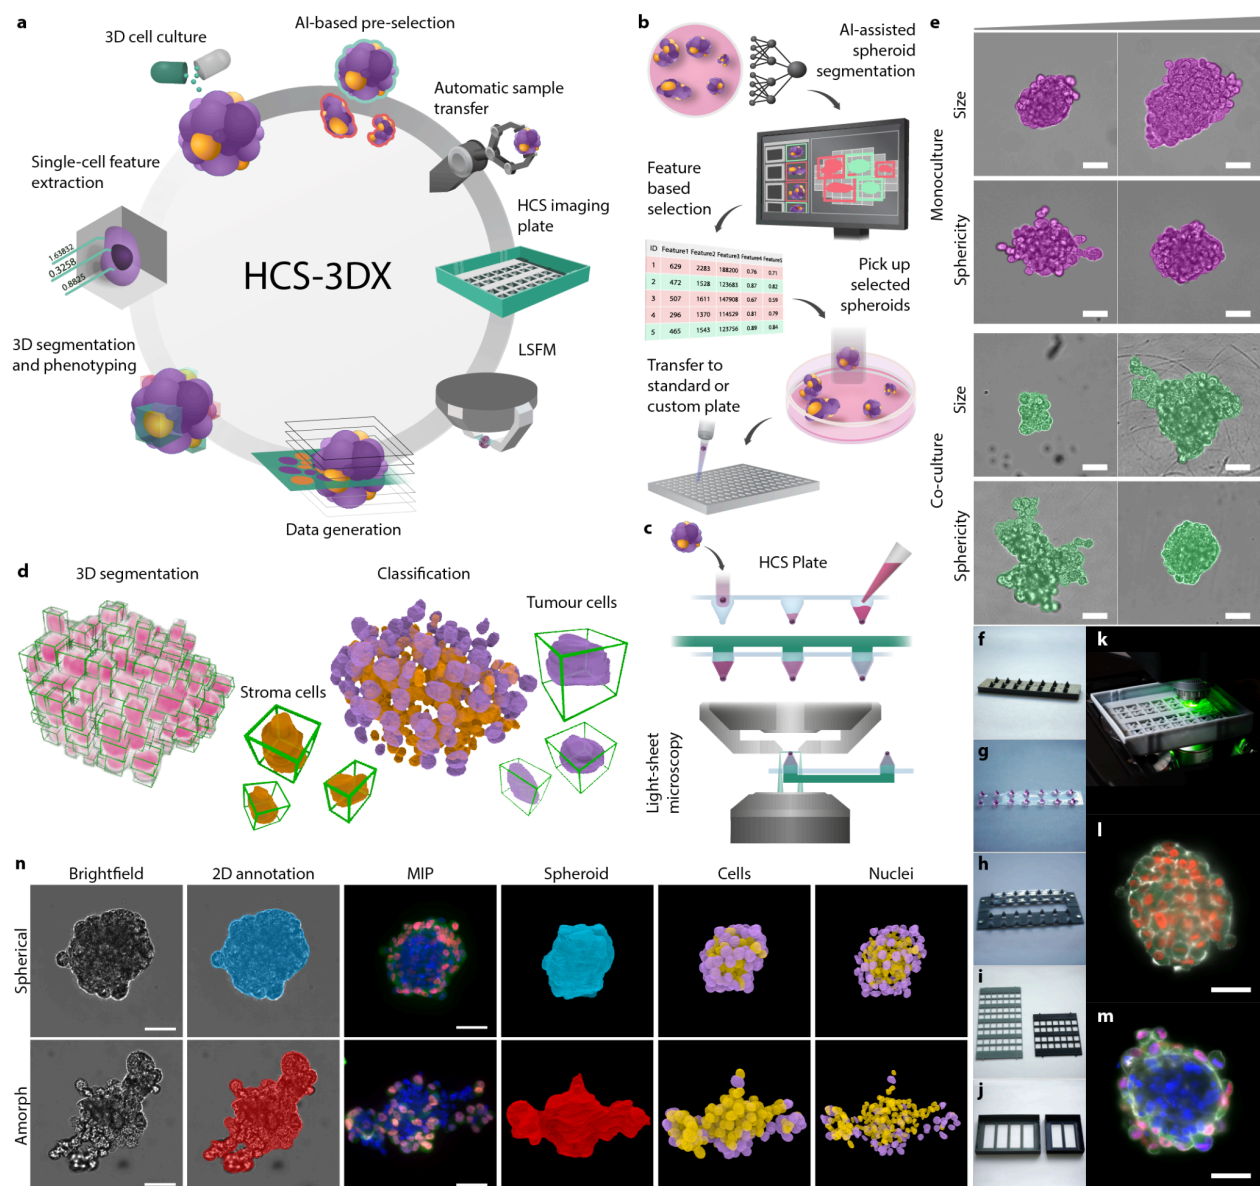 a
3D cell culture
AI-based pre-selection
Automatic sample
transfer
Single-cell feature
extraction
1.63832
0.3258
0.8825
HCS-3DX
HCS imaging
plate
3D segmentation
and phenotyping
LSFM
Data generation
b
AI-assisted
spheroid
segmentation
Feature
based
selection
ID Feature1 Feature2 Feature3 Feature4 Feature5
1 629 2283 188200 0.76 0.71
2 472 1528 123683 0.87 0.82
3 507 1611 147908 0.67 0.59
4 296 1370 114529 0.81 0.79
5 465 1543 123756 0.89 0.84
Pick up
selected
spheroids
Transfer to
standard or
custom plate
c
HCS Plate
Light-sheet
microscopy
d
3D segmentation
Classification
Tumour cells
Stroma cells
e
Monoculture
Size
Sphericity
Co-culture
Size
Sphericity
f
g
h
i
j
k
l
m
n
Brightfield
2D annotation
MIP
Spheroid
Cells
Nuclei
Spherical
Amorph